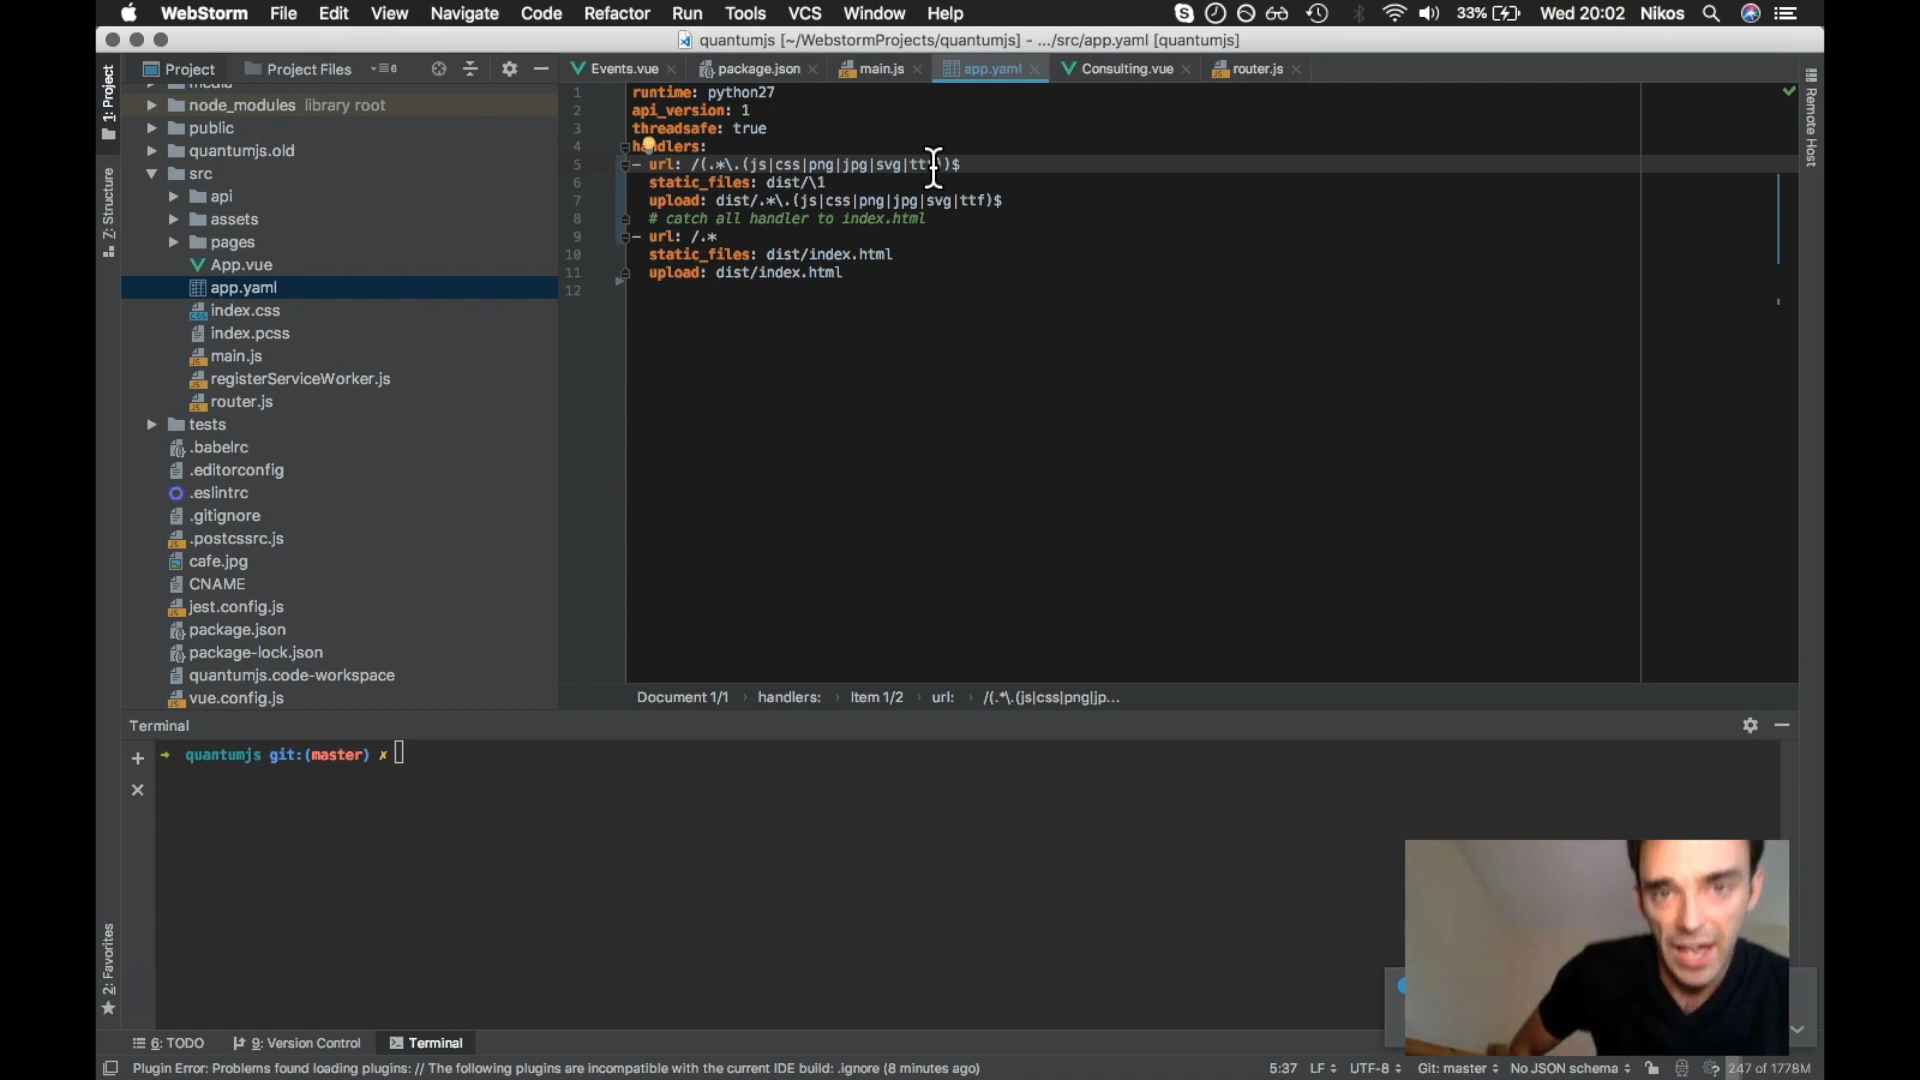 WebStorm File Edit View Navigate Code Refactor Run Tools VCS Window Help 33% Wed 20:02 Nikos
quantumjs [~/WebstormProjects/quantumjs] - .../src/app.yaml [quantumjs]
Project Project Files 6 Events.vue package.json main.js app.yaml Consulting.vue router.js
1: Project
Z: Structure
2: Favorites
Remote Host
media
node_modules library root
public
quantumjs.old
src
api
assets
pages
App.vue
app.yaml
index.css
index.pcss
main.js
registerServiceWorker.js
router.js
tests
.babelrc
.editorconfig
.eslintrc
.gitignore
.postcssrc.js
cafe.jpg
CNAME
jest.config.js
package.json
package-lock.json
quantumjs.code-workspace
vue.config.js
1 runtime: python27
2 api_version: 1
3 threadsafe: true
4 handlers:
5 - url: /(.*\.(js|css|png|jpg|svg|ttf))$
6 static_files: dist/\1
7 upload: dist/.*\.(js|css|png|jpg|svg|ttf)$
8 # catch all handler to index.html
9 - url: /.*
10 static_files: dist/index.html
11 upload: dist/index.html
12
Document 1/1 › handlers: › Item 1/2 › url: › /(.*\.(js|css|png|jp...
Terminal
→ quantumjs git:(master) ✗
6: TODO 9: Version Control Terminal
Plugin Error: Problems found loading plugins: // The following plugins are incompatible with the current IDE build: .ignore (8 minutes ago) 5:37 LF UTF-8 Git: master No JSON schema 247 of 1778M